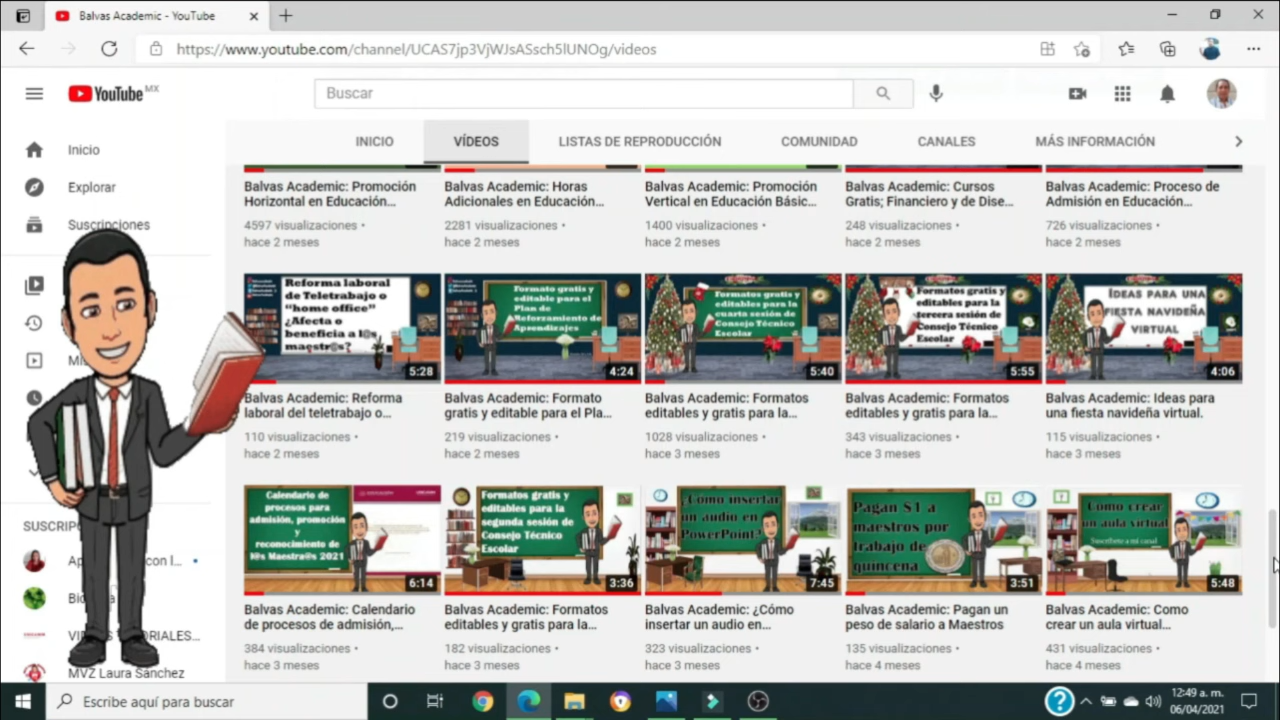 Balvas Academic - YouTube
https://www.youtube.com/channel/UCAS7jp3VjWJsASsch5lUNOg/videos
YouTube MX
Buscar
INICIO
VÍDEOS
LISTAS DE REPRODUCCIÓN
COMUNIDAD
CANALES
MÁS INFORMACIÓN
Inicio
Explorar
Suscripciones
SUSCRIP
MVZ Laura Sánchez
Balvas Academic: Promoción
Horizontal en Educación...
4597 visualizaciones •
hace 2 meses
Balvas Academic: Horas
Adicionales en Educación...
2281 visualizaciones •
hace 2 meses
Balvas Academic: Promoción
Vertical en Educación Básic...
1400 visualizaciones •
hace 2 meses
Balvas Academic: Cursos
Gratis; Financiero y de Dise...
248 visualizaciones •
hace 2 meses
Balvas Academic: Proceso de
Admisión en Educación...
726 visualizaciones •
hace 2 meses
Reforma laboral
de Teletrabajo o
"home office"
¿Afecta o
beneficia a l@s
maestr@s?
5:28
Balvas Academic: Reforma
laboral del teletrabajo o...
110 visualizaciones •
hace 2 meses
Formato gratis y
editable para el
Plan de
Reforzamiento de
Aprendizajes
4:24
Balvas Academic: Formato
gratis y editable para el Pla...
219 visualizaciones •
hace 2 meses
Formatos gratis y
editables para la
cuarta sesión de
Consejo Técnico
Escolar
5:40
Balvas Academic: Formatos
editables y gratis para la...
1028 visualizaciones •
hace 3 meses
Formatos gratis y
editables para la
tercera sesión de
Consejo Técnico
Escolar
5:55
Balvas Academic: Formatos
editables y gratis para la...
343 visualizaciones •
hace 3 meses
IDEAS PARA UNA
FIESTA NAVIDEÑA
VIRTUAL
4:06
Balvas Academic: Ideas para
una fiesta navideña virtual.
115 visualizaciones •
hace 3 meses
Calendario de
procesos para
admisión, promoción
y
reconocimiento de
l@s Maestr@s 2021
6:14
Balvas Academic: Calendario
de procesos de admisión,...
384 visualizaciones •
hace 3 meses
Formatos gratis y
editables para la
segunda sesión de
Consejo Técnico
Escolar
3:36
Balvas Academic: Formatos
editables y gratis para la...
182 visualizaciones •
hace 3 meses
¿Cómo insertar
un audio en
PowerPoint?
7:45
Balvas Academic: ¿Cómo
insertar un audio en...
323 visualizaciones •
hace 3 meses
Pagan $1 a
maestros por
trabajo de
quincena
3:51
Balvas Academic: Pagan un
peso de salario a Maestros
135 visualizaciones •
hace 4 meses
Como crear
un aula virtual
Suscríbete a mi canal
5:48
Balvas Academic: Como
crear un aula virtual...
431 visualizaciones •
hace 4 meses
Escribe aquí para buscar
12:49 a. m.
06/04/2021